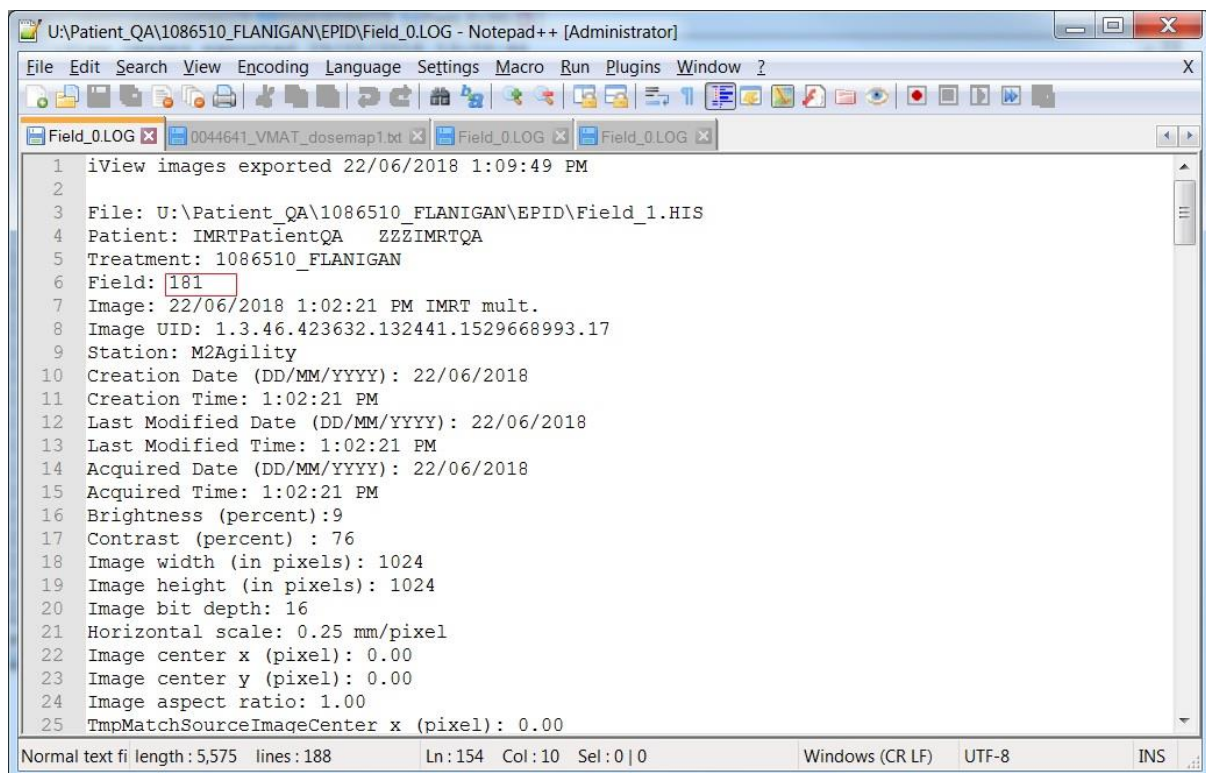 U:\Patient_QA\1086510_FLANIGAN\EPID\Field_0.LOG - Notepad++ [Administrator]
File Edit Search View Encoding Language Settings Macro Run Plugins Window ? X
Field_0.LOG 0044641_VMAT_dosemap1.txt Field_0.LOG Field_0.LOG
1 iView images exported 22/06/2018 1:09:49 PM
2
3 File: U:\Patient_QA\1086510_FLANIGAN\EPID\Field_1.HIS
4 Patient: IMRTPatientQA ZZZIMRTQA
5 Treatment: 1086510_FLANIGAN
6 Field: 181
7 Image: 22/06/2018 1:02:21 PM IMRT mult.
8 Image UID: 1.3.46.423632.132441.1529668993.17
9 Station: M2Agility
10 Creation Date (DD/MM/YYYY): 22/06/2018
11 Creation Time: 1:02:21 PM
12 Last Modified Date (DD/MM/YYYY): 22/06/2018
13 Last Modified Time: 1:02:21 PM
14 Acquired Date (DD/MM/YYYY): 22/06/2018
15 Acquired Time: 1:02:21 PM
16 Brightness (percent):9
17 Contrast (percent) : 76
18 Image width (in pixels): 1024
19 Image height (in pixels): 1024
20 Image bit depth: 16
21 Horizontal scale: 0.25 mm/pixel
22 Image center x (pixel): 0.00
23 Image center y (pixel): 0.00
24 Image aspect ratio: 1.00
25 TmpMatchSourceImageCenter x (pixel): 0.00
Normal text fi length : 5,575 lines : 188 Ln : 154 Col : 10 Sel : 0 | 0 Windows (CR LF) UTF-8 INS